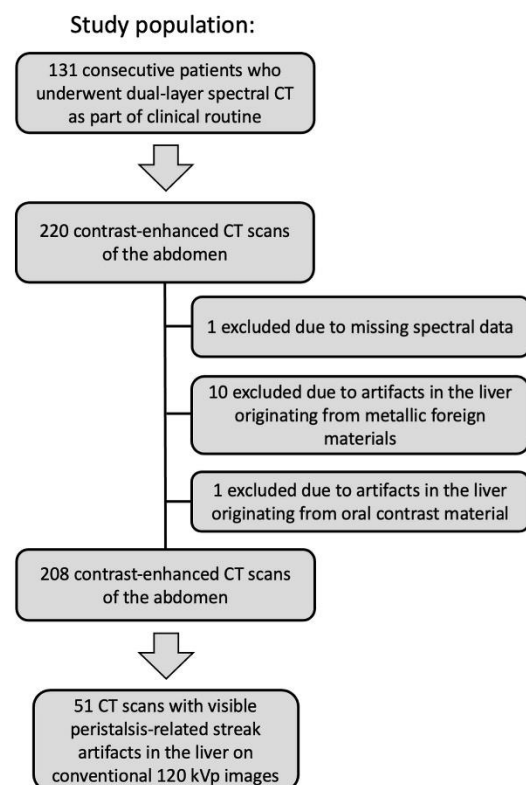 Study population:
131 consecutive patients who
underwent dual-layer spectral CT
as part of clinical routine
220 contrast-enhanced CT scans
of the abdomen
1 excluded due to missing spectral data
10 excluded due to artifacts in the liver
originating from metallic foreign
materials
1 excluded due to artifacts in the liver
originating from oral contrast material
208 contrast-enhanced CT scans
of the abdomen
51 CT scans with visible
peristalsis-related streak
artifacts in the liver on
conventional 120 kVp images